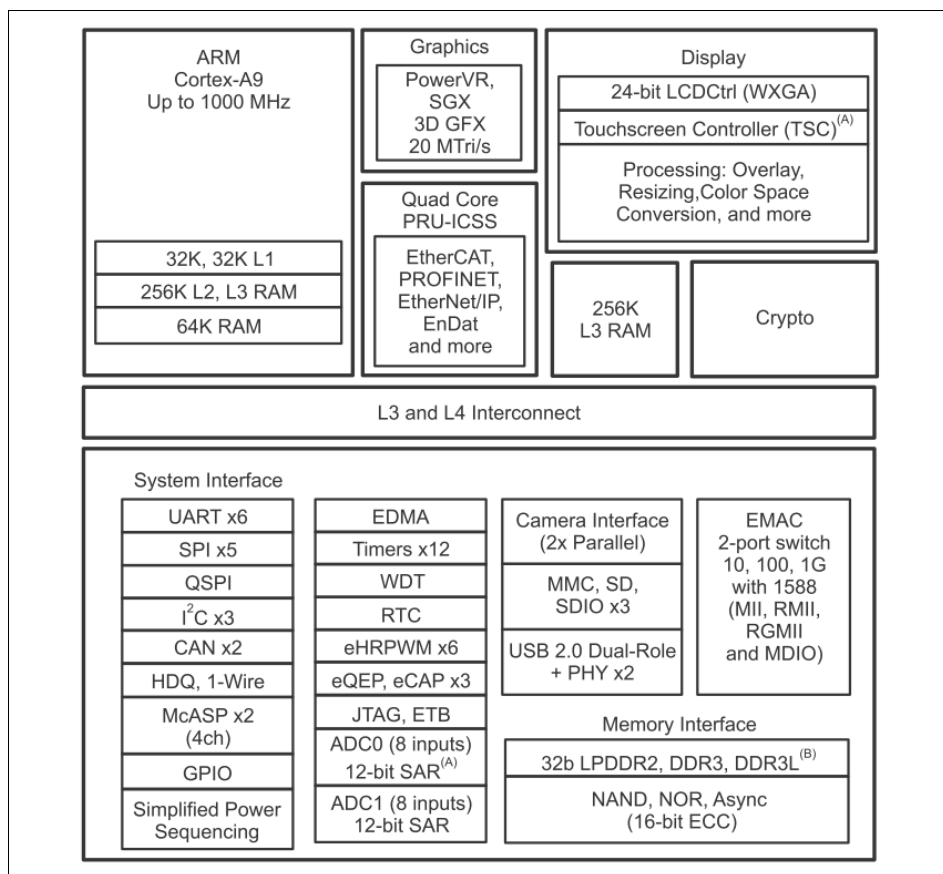 ARM
Cortex-A9
Up to 1000 MHz
32K, 32K L1
256K L2, L3 RAM
64K RAM
Graphics
PowerVR,
SGX
3D GFX
20 MTri/s
Quad Core
PRU-ICSS
EtherCAT,
PROFINET,
EtherNet/IP,
EnDat
and more
Display
24-bit LCDCtrl (WXGA)
Touchscreen Controller (TSC)(A)
Processing: Overlay,
Resizing,Color Space
Conversion, and more
256K
L3 RAM
Crypto
L3 and L4 Interconnect
System Interface
UART x6
SPI x5
QSPI
I2C x3
CAN x2
HDQ, 1-Wire
McASP x2
(4ch)
GPIO
Simplified Power
Sequencing
EDMA
Timers x12
WDT
RTC
eHRPWM x6
eQEP, eCAP x3
JTAG, ETB
ADC0 (8 inputs)
12-bit SAR(A)
ADC1 (8 inputs)
12-bit SAR
Camera Interface
(2x Parallel)
MMC, SD,
SDIO x3
USB 2.0 Dual-Role
+ PHY x2
EMAC
2-port switch
10, 100, 1G
with 1588
(MII, RMII,
RGMII
and MDIO)
Memory Interface
32b LPDDR2, DDR3, DDR3L(B)
NAND, NOR, Async
(16-bit ECC)